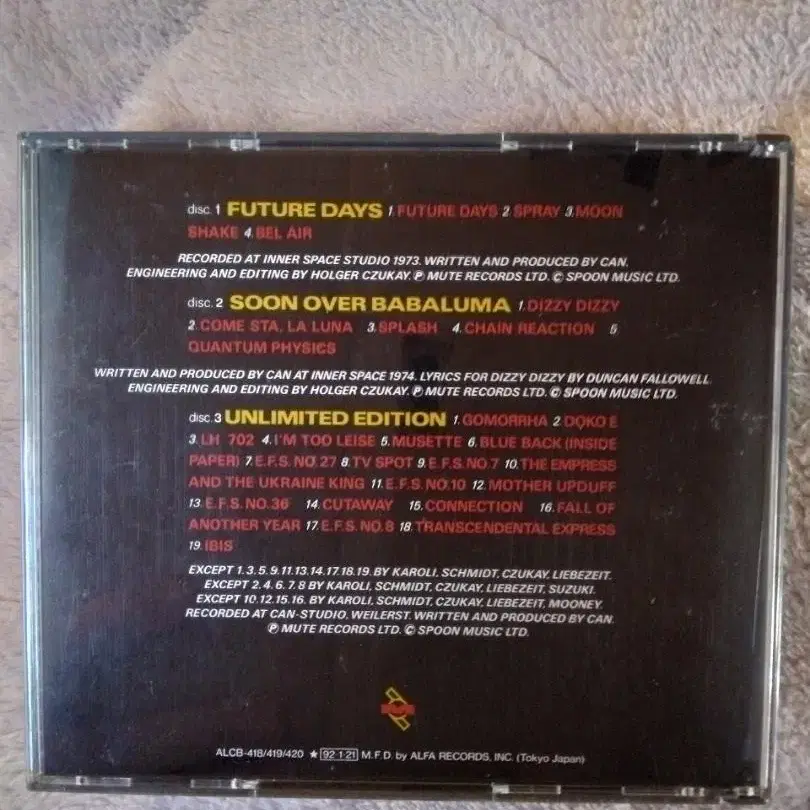 disc. 1 FUTURE DAYS 1. FUTURE DAYS 2. SPRAY 3. MOON
SHAKE 4. BEL AIR
RECORDED AT INNER SPACE STUDIO 1973. WRITTEN AND PRODUCED BY CAN.
ENGINEERING AND EDITING BY HOLGER CZUKAY. Ⓟ MUTE RECORDS LTD. © SPOON MUSIC LTD.
disc. 2 SOON OVER BABALUMA 1. DIZZY DIZZY
2. COME STA, LA LUNA 3. SPLASH 4. CHAIN REACTION 5.
QUANTUM PHYSICS
WRITTEN AND PRODUCED BY CAN AT INNER SPACE 1974. LYRICS FOR DIZZY DIZZY BY DUNCAN FALLOWELL.
ENGINEERING AND EDITING BY HOLGER CZUKAY. Ⓟ MUTE RECORDS LTD. © SPOON MUSIC LTD.
disc. 3 UNLIMITED EDITION 1. GOMORRHA 2. DOKO E
3. LH 702 4. I'M TOO LEISE 5. MUSETTE 6. BLUE BACK (INSIDE
PAPER) 7. E.F.S. NO.27 8. TV SPOT 9. E.F.S. NO.7 10. THE EMPRESS
AND THE UKRAINE KING 11. E.F.S. NO.10 12. MOTHER UPDUFF
13. E.F.S. NO.36 14. CUTAWAY 15. CONNECTION 16. FALL OF
ANOTHER YEAR 17. E.F.S. NO.8 18. TRANSCENDENTAL EXPRESS
19. IBIS
EXCEPT 1.3.5.9.11.13.14.17.18.19. BY KAROLI, SCHMIDT, CZUKAY, LIEBEZEIT.
EXCEPT 2.4.6.7.8 BY KAROLI, SCHMIDT, CZUKAY, LIEBEZEIT, SUZUKI.
EXCEPT 10.12.15.16. BY KAROLI, SCHMIDT, CZUKAY, LIEBEZEIT, MOONEY.
RECORDED AT CAN-STUDIO, WEILERST. WRITTEN AND PRODUCED BY CAN.
Ⓟ MUTE RECORDS LTD. © SPOON MUSIC LTD.
ALCB-418/419/420 ★ 92·1·21 M.F.D. by ALFA RECORDS, INC. (Tokyo Japan)